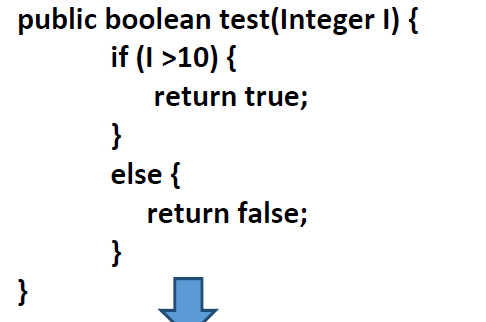 public boolean test(Integer I) {
if (I >10) {
return true;
}
else {
return false;
}
}